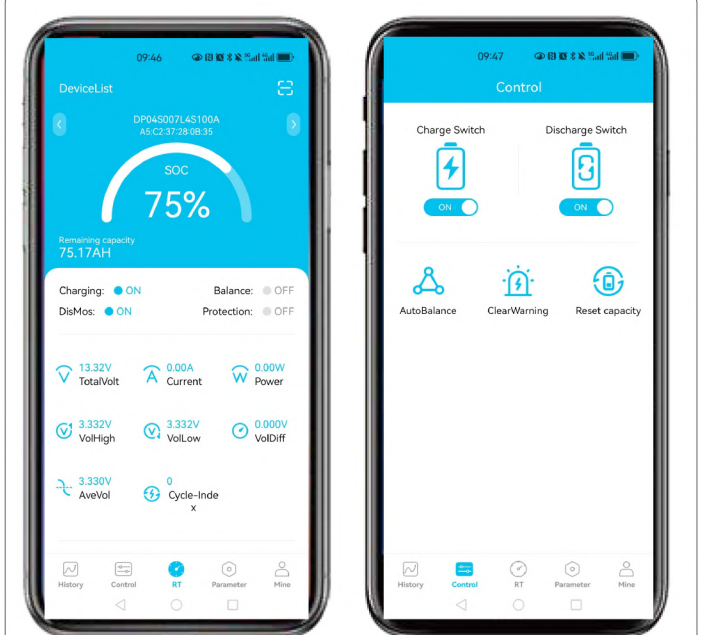 09:46
DeviceList
DP04S007L4S100A
A5:C2:37:28:0B:35
SOC
75%
Remaining capacity
75.17AH
Charging: ON
Balance: OFF
DisMos: ON
Protection: OFF
13.32V
TotalVolt
0.00A
Current
0.00W
Power
3.332V
VolHigh
3.332V
VolLow
0.000V
VolDiff
3.330V
AveVol
0
Cycle-Inde
x
History
Control
RT
Parameter
Mine
09:47
Control
Charge Switch
Discharge Switch
ON
ON
AutoBalance
ClearWarning
Reset capacity
History
Control
RT
Parameter
Mine